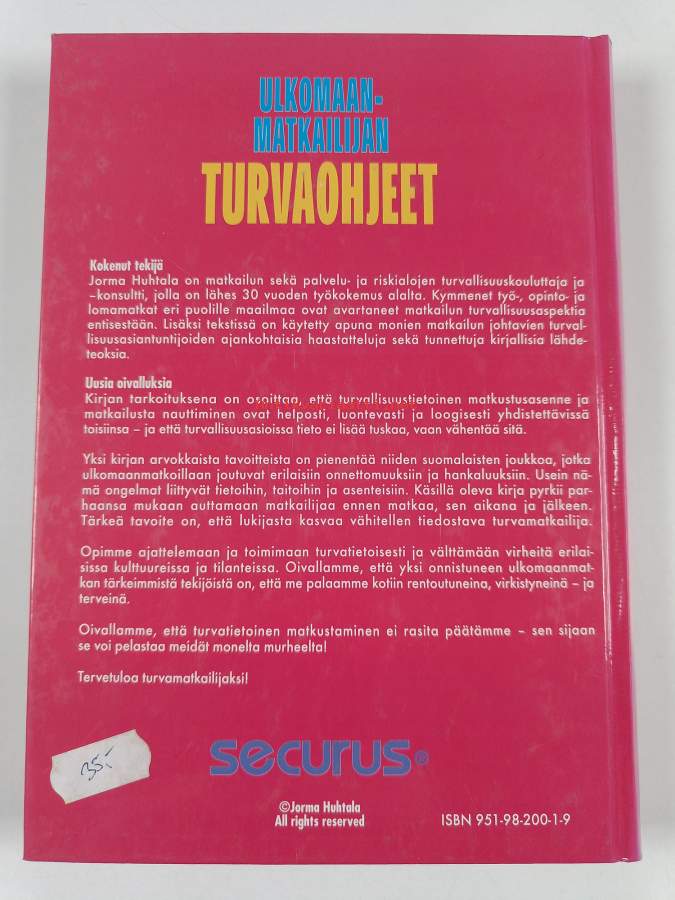 ULKOMAAN-
MATKAILIJAN
TURVAOHJEET
Kokenut tekijä
Jorma Huhtala on matkailun sekä palvelu- ja riskialojen turvallisuuskouluttaja ja
–konsultti, jolla on lähes 30 vuoden työkokemus alalta. Kymmenet työ-, opinto- ja
lomamatkat eri puolille maailmaa ovat avartaneet matkailun turvallisuusaspektia
entisestään. Lisäksi tekstissä on käytetty apuna monien matkailun johtavien turval-
lisuusasiantuntijoiden ajankohtaisia haastatteluja sekä tunnettuja kirjallisia lähde-
teoksia.
Uusia oivalluksia
Kirjan tarkoituksena on osoittaa, että turvallisuustietoinen matkustusasenne ja
matkailusta nauttiminen ovat helposti, luontevasti ja loogisesti yhdistettävissä
toisiinsa – ja että turvallisuusasioissa tieto ei lisää tuskaa, vaan vähentää sitä.
Yksi kirjan arvokkaista tavoitteista on pienentää niiden suomalaisten joukkoa, jotka
ulkomaanmatkoillaan joutuvat erilaisiin onnettomuuksiin ja hankaluuksiin. Usein nä-
mä ongelmat liittyvät tietoihin, taitoihin ja asenteisiin. Käsillä oleva kirja pyrkii par-
haansa mukaan auttamaan matkailijaa ennen matkaa, sen aikana ja jälkeen.
Tärkeä tavoite on, että lukijasta kasvaa vähitellen tiedostava turvamatkailija.
Opimme ajattelemaan ja toimimaan turvatietoisesti ja välttämään virheitä erilai-
sissa kulttuureissa ja tilanteissa. Oivallamme, että yksi onnistuneen ulkomaanmat-
kan tärkeimmistä tekijöistä on, että me palaamme kotiin rentoutuneina, virkistyneinä – ja
terveinä.
Oivallamme, että turvatietoinen matkustaminen ei rasita päätämme – sen sijaan
se voi pelastaa meidät monelta murheelta!
Tervetuloa turvamatkailijaksi!
35,-
securus®
©Jorma Huhtala
All rights reserved
ISBN 951-98-200-1-9